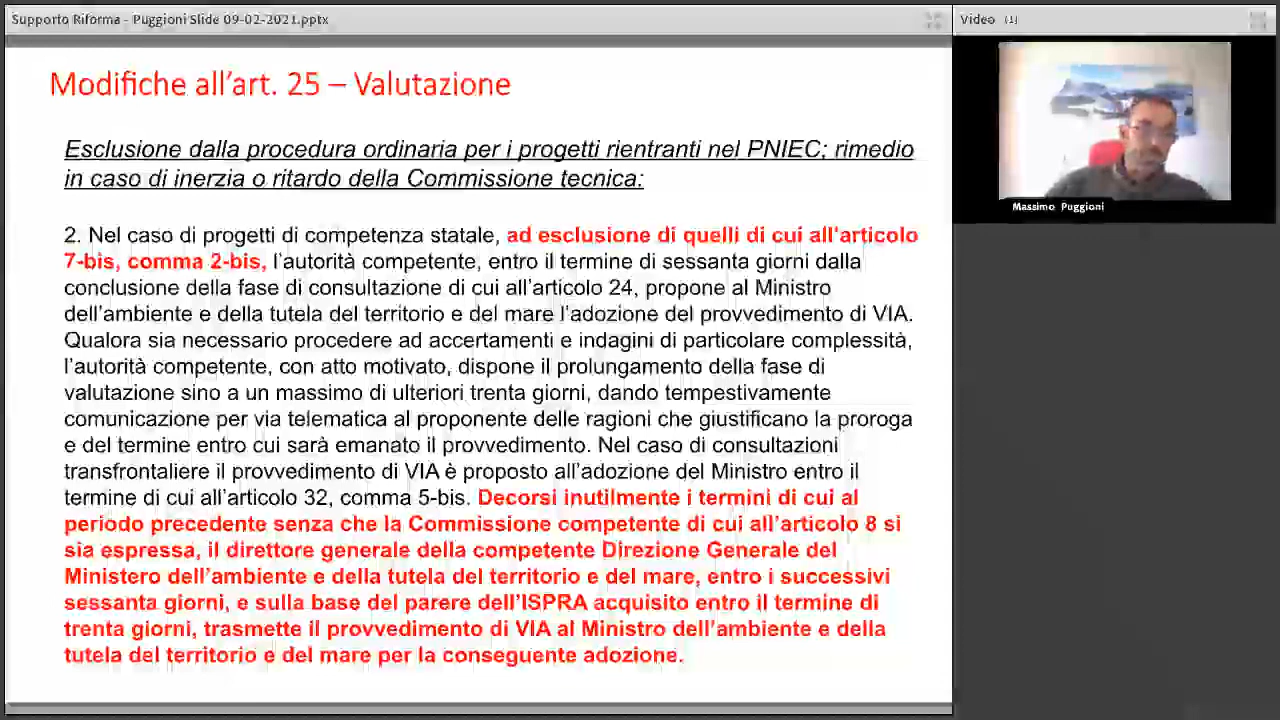 Supporto Riforma - Puggioni Slide 09-02-2021.pptx
Video (1)
Massimo Puggioni
Modifiche all’art. 25 – Valutazione
Esclusione dalla procedura ordinaria per i progetti rientranti nel PNIEC; rimedio
in caso di inerzia o ritardo della Commissione tecnica:
2. Nel caso di progetti di competenza statale, ad esclusione di quelli di cui all’articolo
7-bis, comma 2-bis, l’autorità competente, entro il termine di sessanta giorni dalla
conclusione della fase di consultazione di cui all’articolo 24, propone al Ministro
dell’ambiente e della tutela del territorio e del mare l’adozione del provvedimento di VIA.
Qualora sia necessario procedere ad accertamenti e indagini di particolare complessità,
l’autorità competente, con atto motivato, dispone il prolungamento della fase di
valutazione sino a un massimo di ulteriori trenta giorni, dando tempestivamente
comunicazione per via telematica al proponente delle ragioni che giustificano la proroga
e del termine entro cui sarà emanato il provvedimento. Nel caso di consultazioni
transfrontaliere il provvedimento di VIA è proposto all’adozione del Ministro entro il
termine di cui all’articolo 32, comma 5-bis. Decorsi inutilmente i termini di cui al
periodo precedente senza che la Commissione competente di cui all’articolo 8 si
sia espressa, il direttore generale della competente Direzione Generale del
Ministero dell’ambiente e della tutela del territorio e del mare, entro i successivi
sessanta giorni, e sulla base del parere dell’ISPRA acquisito entro il termine di
trenta giorni, trasmette il provvedimento di VIA al Ministro dell’ambiente e della
tutela del territorio e del mare per la conseguente adozione.